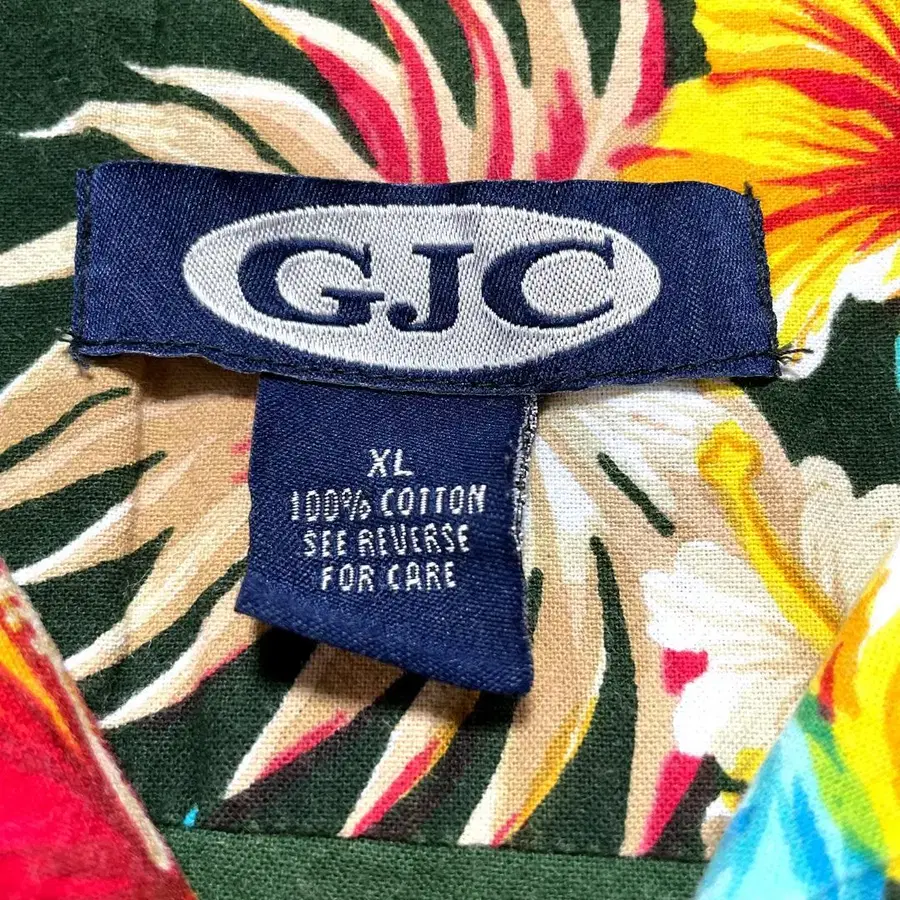 GJC
XL
100% COTTON
SEE REVERSE
FOR CARE